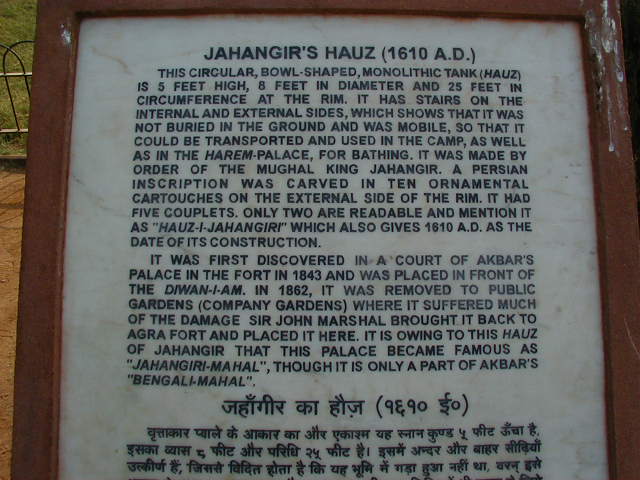 JAHANGIR'S HAUZ (1610 A.D.)
THIS CIRCULAR, BOWL-SHAPED, MONOLITHIC TANK (HAUZ)
IS 5 FEET HIGH, 8 FEET IN DIAMETER AND 25 FEET IN
CIRCUMFERENCE AT THE RIM. IT HAS STAIRS ON THE
INTERNAL AND EXTERNAL SIDES, WHICH SHOWS THAT IT WAS
NOT BURIED IN THE GROUND AND WAS MOBILE, SO THAT IT
COULD BE TRANSPORTED AND USED IN THE CAMP, AS WELL
AS IN THE HAREM-PALACE, FOR BATHING. IT WAS MADE BY
ORDER OF THE MUGHAL KING JAHANGIR. A PERSIAN
INSCRIPTION WAS CARVED IN TEN ORNAMENTAL
CARTOUCHES ON THE EXTERNAL SIDE OF THE RIM. IT HAD
FIVE COUPLETS. ONLY TWO ARE READABLE AND MENTION IT
AS "HAUZ-I-JAHANGIRI" WHICH ALSO GIVES 1610 A.D. AS THE
DATE OF ITS CONSTRUCTION.
IT WAS FIRST DISCOVERED IN A COURT OF AKBAR'S
PALACE IN THE FORT IN 1843 AND WAS PLACED IN FRONT OF
THE DIWAN-I-AM. IN 1862, IT WAS REMOVED TO PUBLIC
GARDENS (COMPANY GARDENS) WHERE IT SUFFERED MUCH
OF THE DAMAGE SIR JOHN MARSHAL BROUGHT IT BACK TO
AGRA FORT AND PLACED IT HERE. IT IS OWING TO THIS HAUZ
OF JAHANGIR THAT THIS PALACE BECAME FAMOUS AS
"JAHANGIRI-MAHAL", THOUGH IT IS ONLY A PART OF AKBAR'S
"BENGALI-MAHAL".
जहाँगीर का हौज़ (१६१० ई०)
वृत्ताकार प्याले के आकार का और एकाश्म यह स्नान कुण्ड ५ फीट ऊँचा है,
इसका व्यास ८ फीट और परिधि २५ फीट है। इसमें अन्दर और बाहर सीढ़ियाँ
उत्कीर्ण हैं, जिससे विदित होता है कि यह भूमि में गड़ा हुआ नहीं था, वरन् इसे